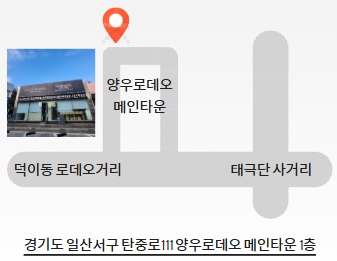 양우로데오
메인타운
덕이동 로데오거리
태극단 사거리
경기도 일산서구 탄중로111 양우로데오 메인타운 1층